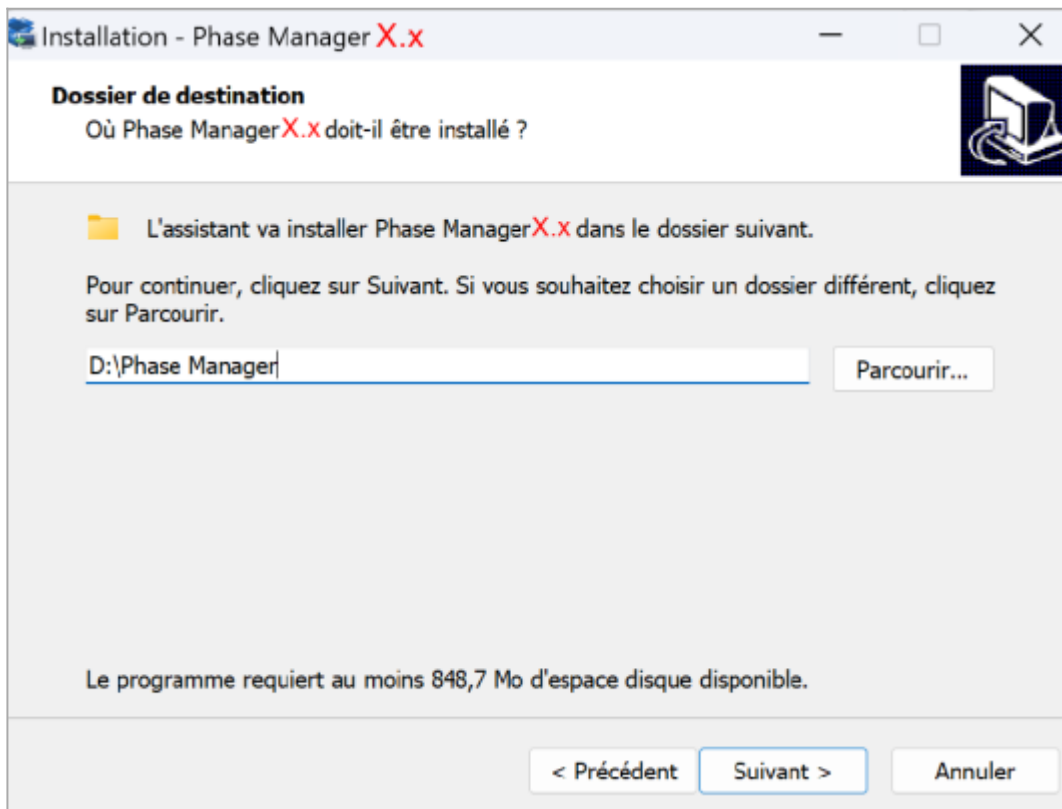 Installation - Phase Manager X.x
Dossier de destination
Où Phase Manager X.x doit-il être installé ?
L'assistant va installer Phase Manager X.x dans le dossier suivant.
Pour continuer, cliquez sur Suivant. Si vous souhaitez choisir un dossier différent, cliquez
sur Parcourir.
D:\Phase Manager
Parcourir...
Le programme requiert au moins 848,7 Mo d'espace disque disponible.
< Précédent
Suivant >
Annuler